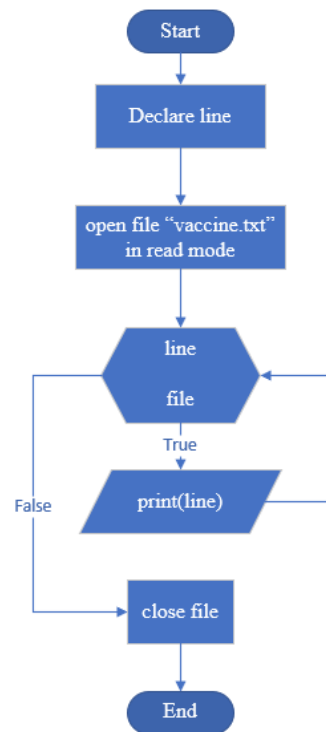 Start
Declare line
open file “vaccine.txt”
in read mode
line
file
True
print(line)
False
close file
End